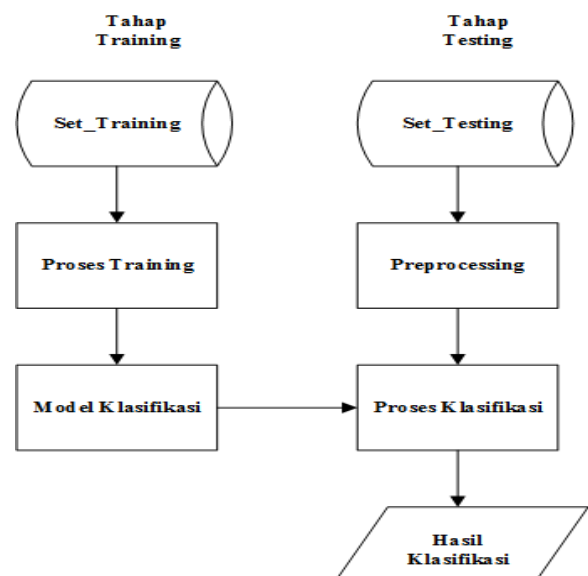 Tahap
Training
Tahap
Testing
Set_Training
Set_Testing
Proses Training
Preprocessing
Model Klasifikasi
Proses Klasifikasi
Hasil
Klasifikasi